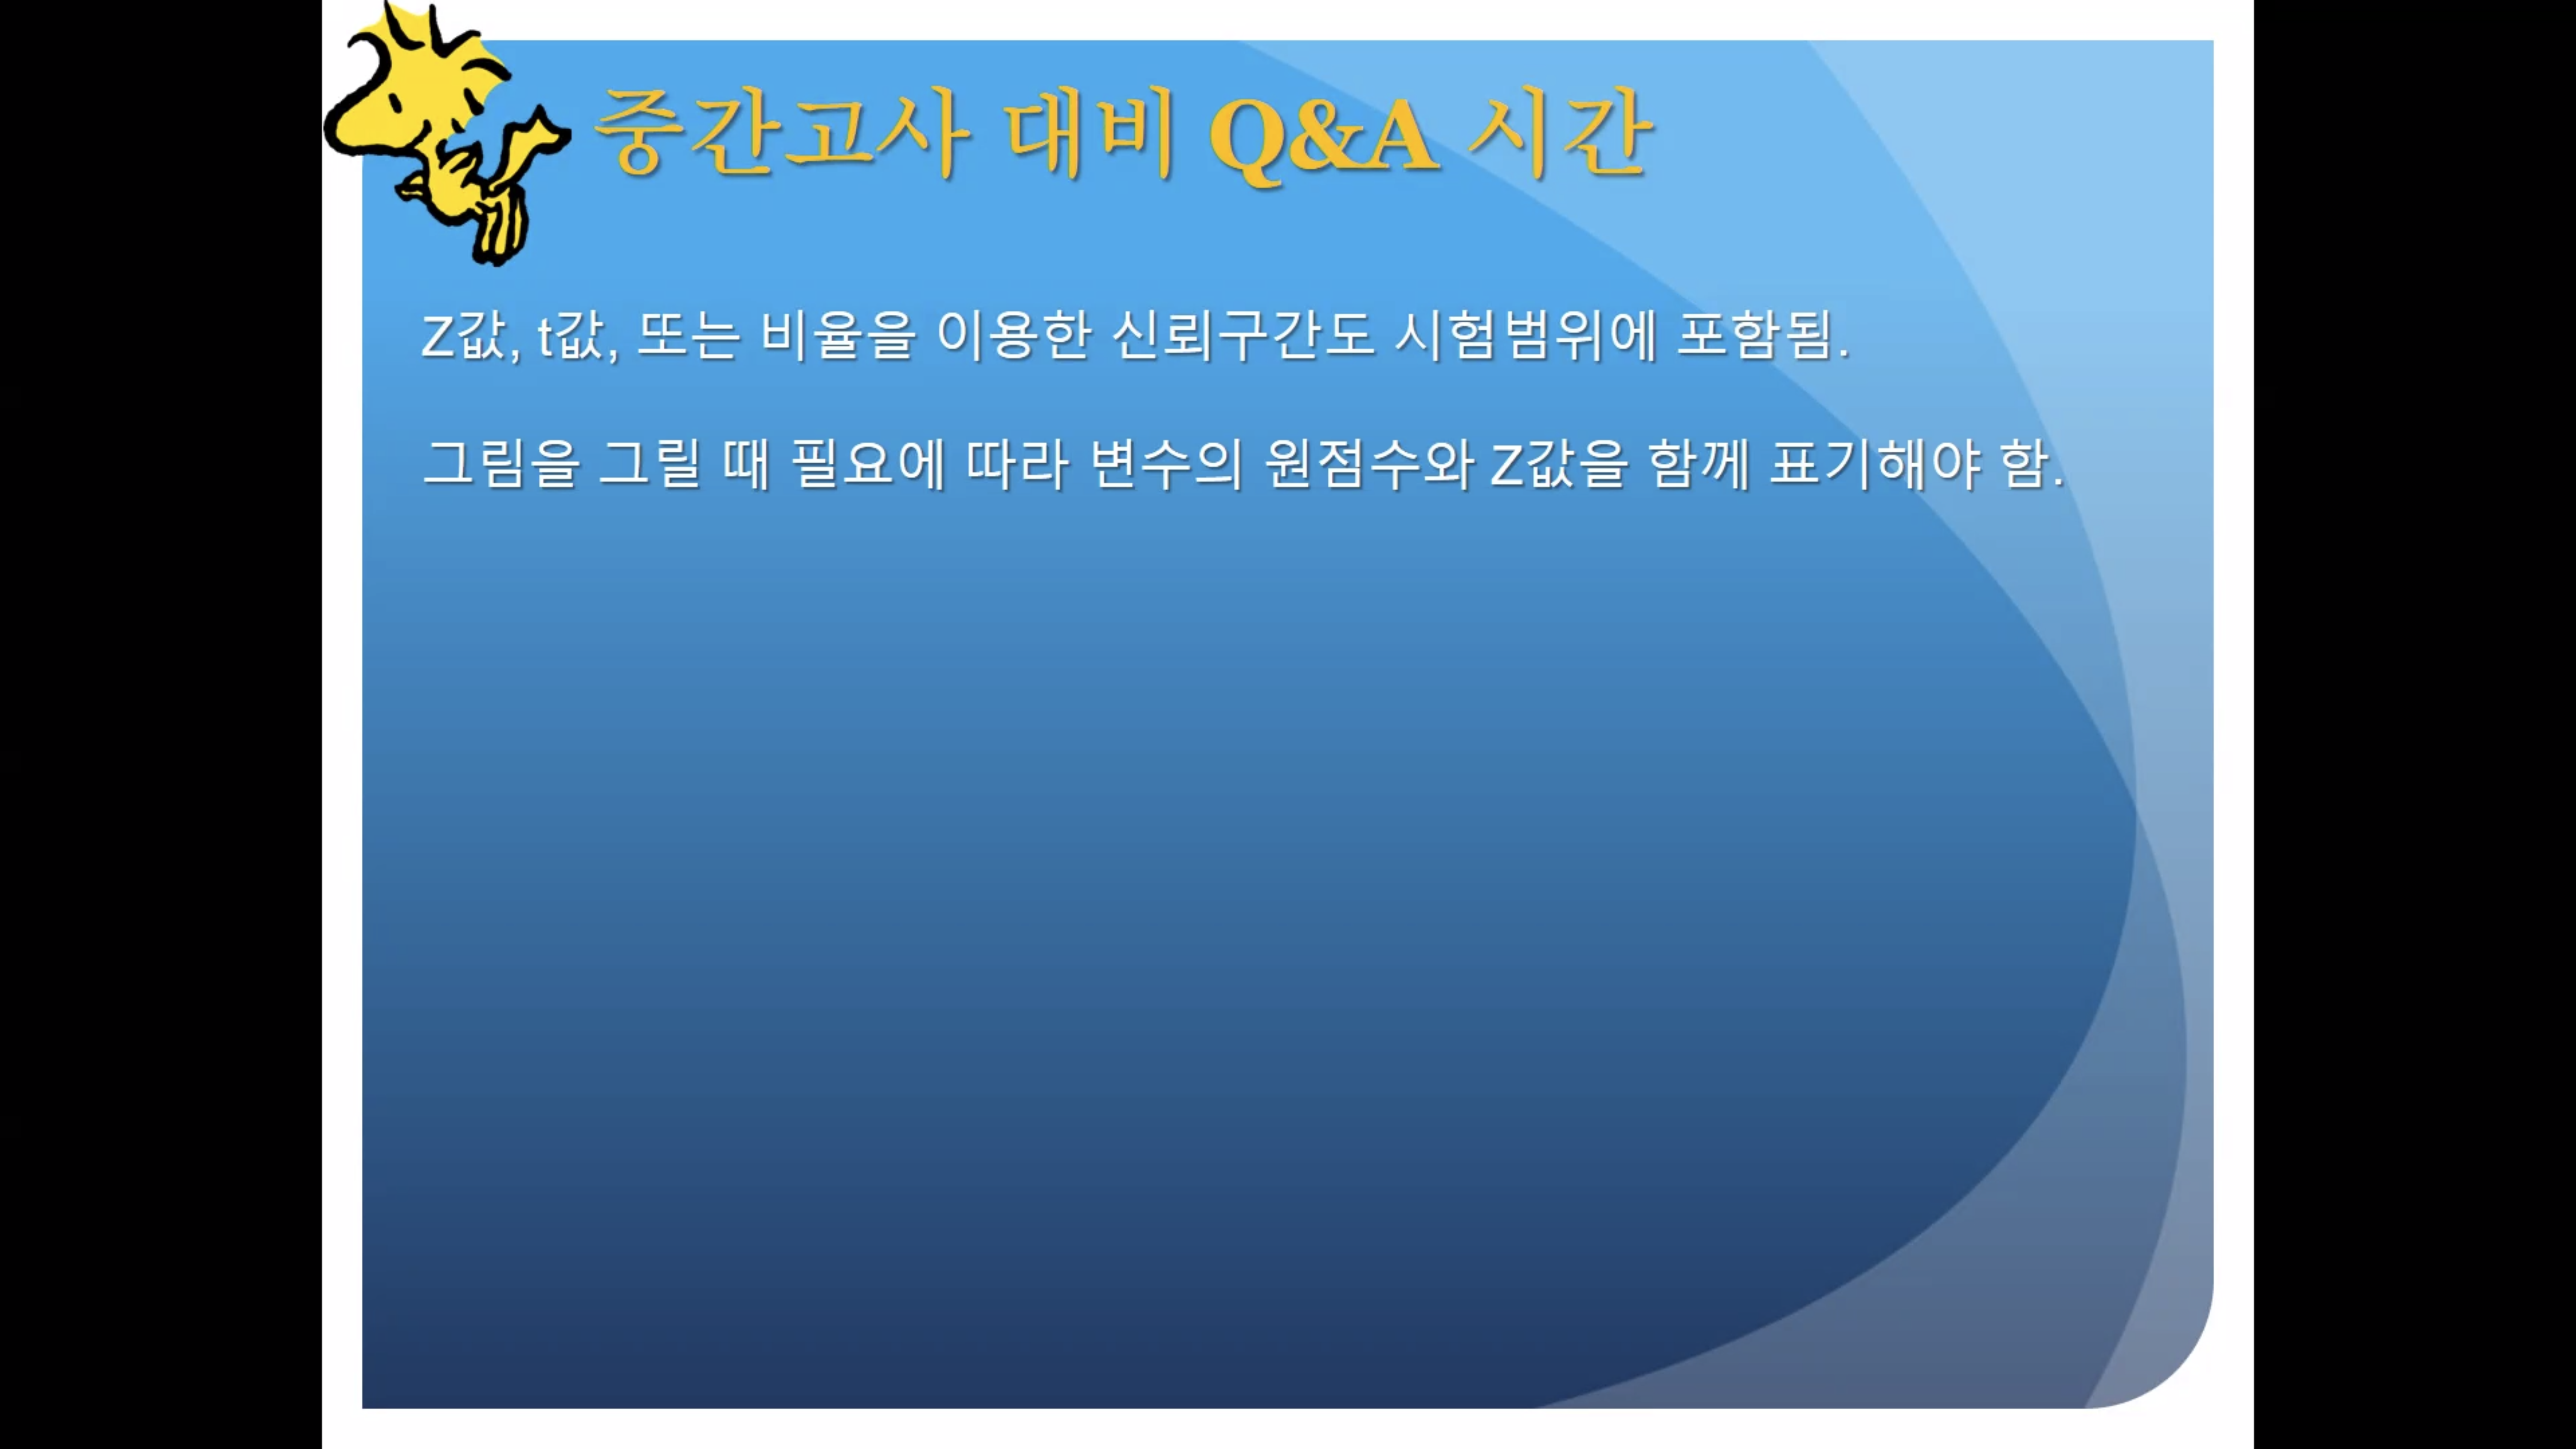 중간고사 대비 Q&A 시간
Z값, t값, 또는 비율을 이용한 신뢰구간도 시험범위에 포함됨.
그림을 그릴 때 필요에 따라 변수의 원점수와 Z값을 함께 표기해야 함.